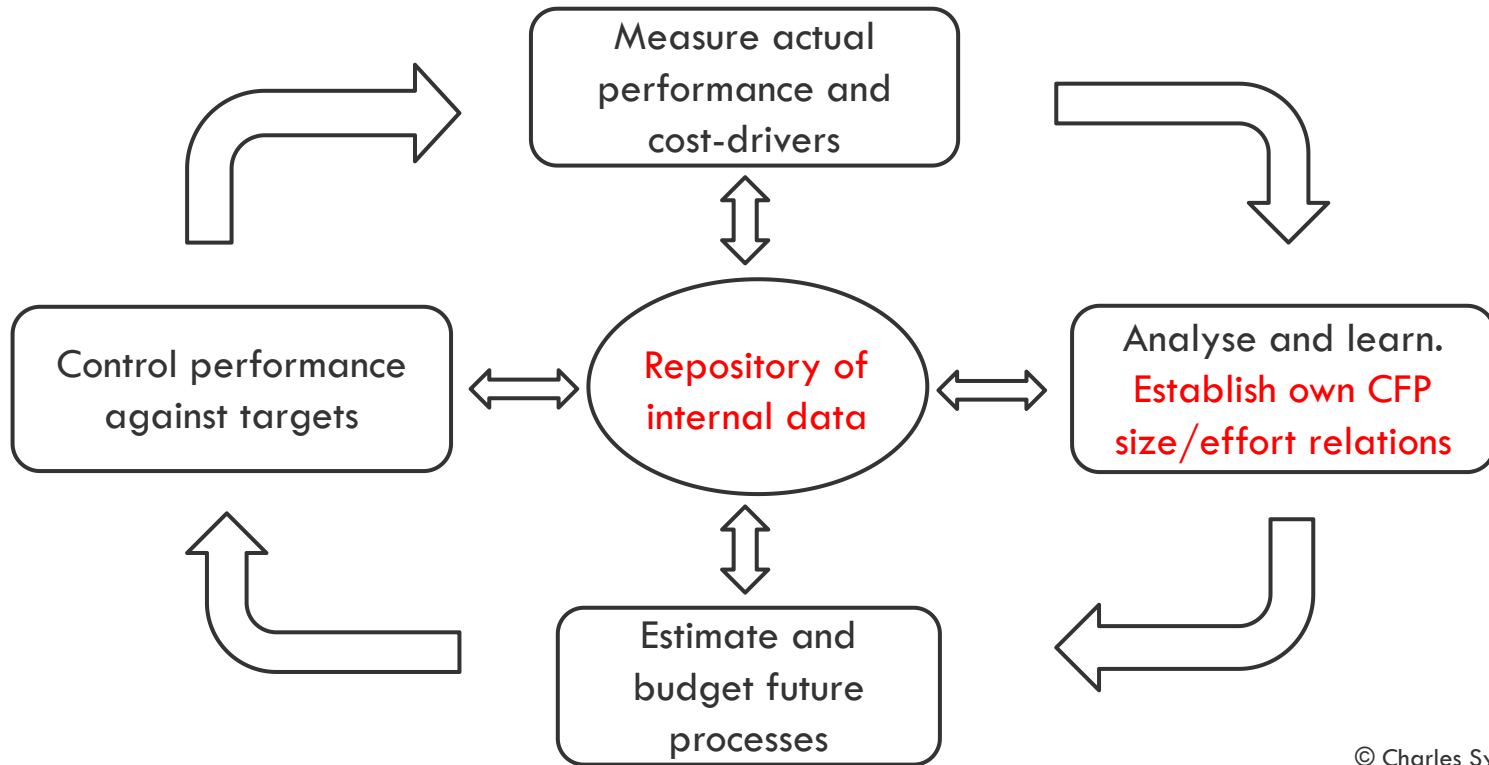 Measure actual
performance and
cost-drivers
Control performance
against targets
Repository of
internal data
Analyse and learn.
Establish own CFP
size/effort relations
Estimate and
budget future
processes
© Charles